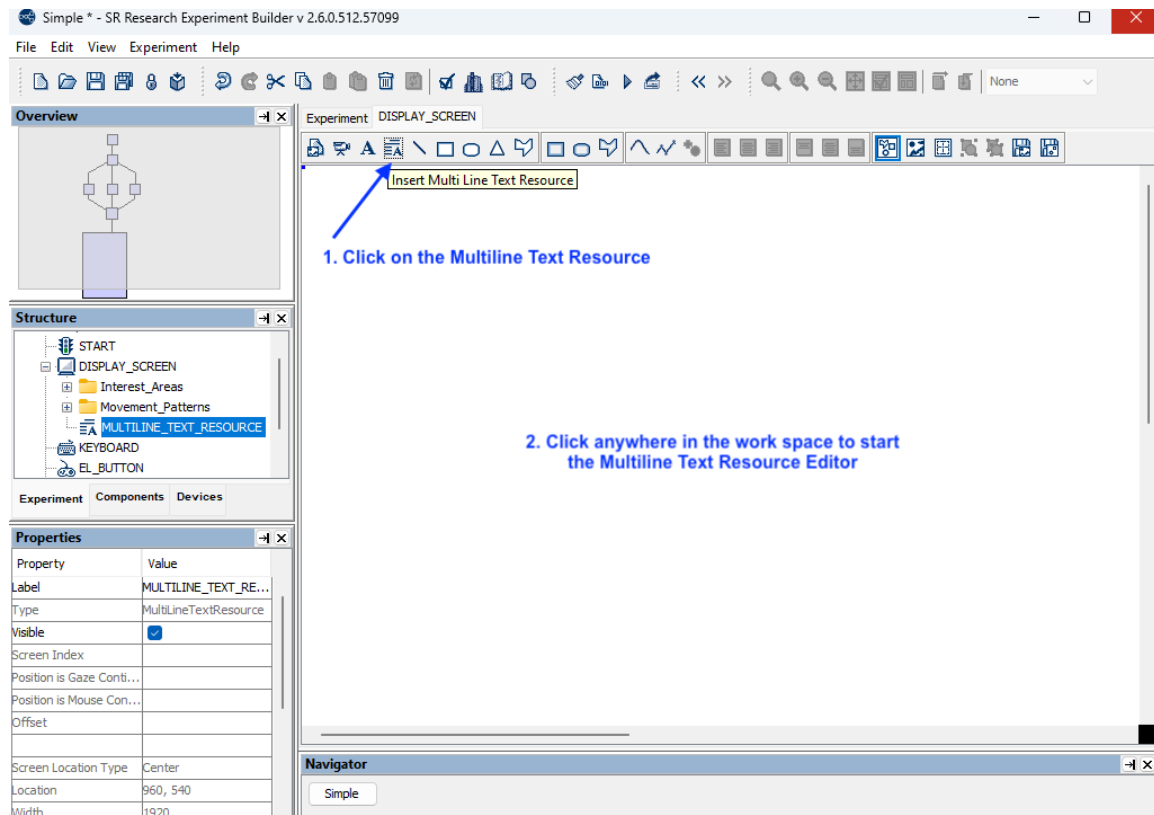 Simple * - SR Research Experiment Builder v 2.6.0.512.57099
File Edit View Experiment Help
None
Overview
Experiment DISPLAY_SCREEN
A
Insert Multi Line Text Resource
1. Click on the Multiline Text Resource
2. Click anywhere in the work space to start
the Multiline Text Resource Editor
Structure
START
DISPLAY_SCREEN
Interest_Areas
Movement_Patterns
MULTILINE_TEXT_RESOURCE
KEYBOARD
EL_BUTTON
Experiment Components Devices
Properties
Property Value
Label MULTILINE_TEXT_RE...
Type MultiLineTextResource
Visible
Screen Index
Position is Gaze Conti...
Position is Mouse Con...
Offset
Screen Location Type Center
Location 960, 540
Width 1920
Navigator
Simple